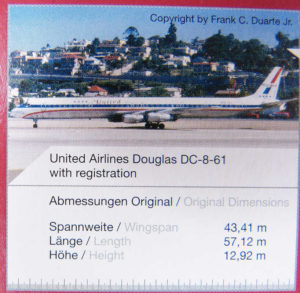 Copyright by Frank C. Duarte Jr.
United
United Airlines Douglas DC-8-61
with registration
Abmessungen Original / Original Dimensions
Spannweite / Wingspan 43,41 m
Länge / Length 57,12 m
Höhe / Height 12,92 m